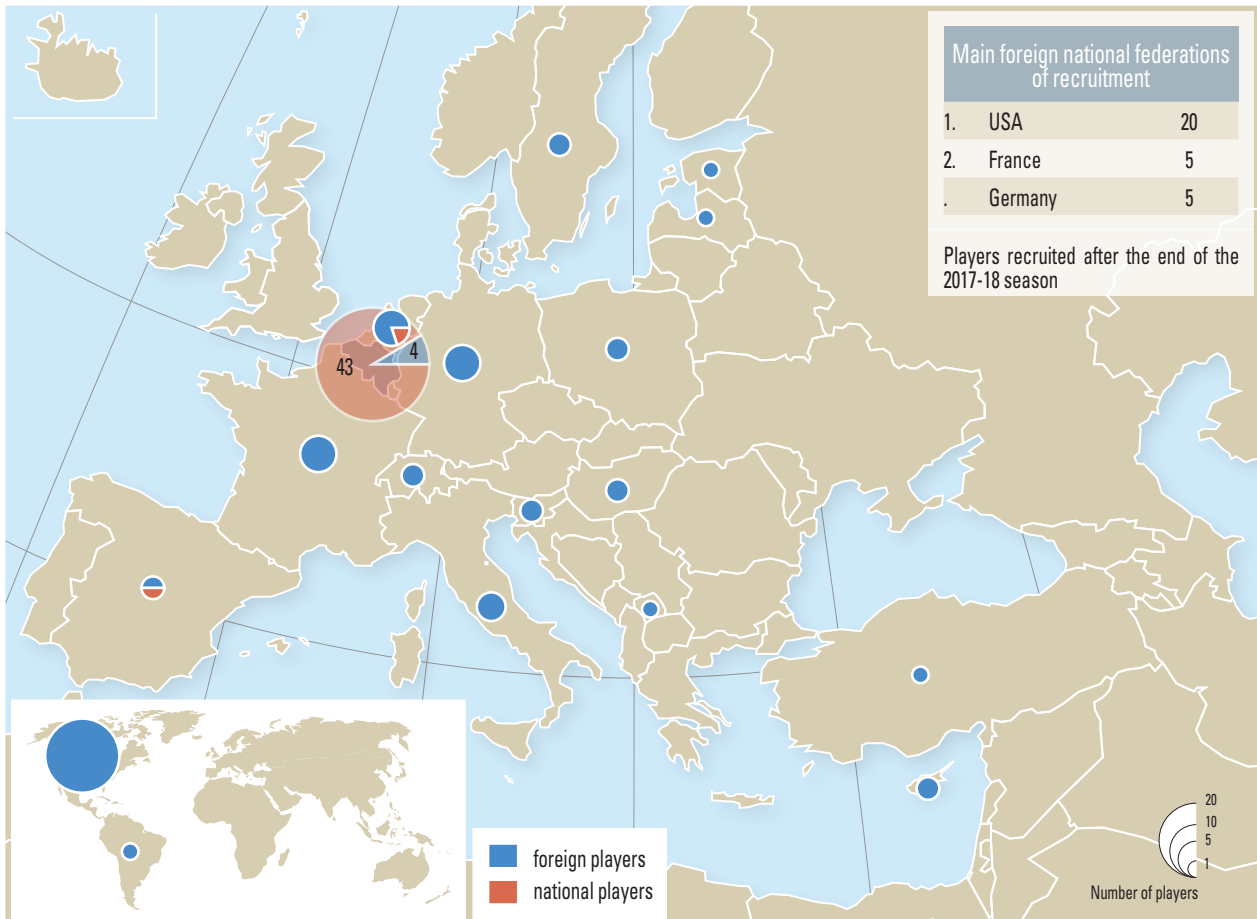 Main foreign national federations
of recruitment
1. USA 20
2. France 5
. Germany 5
Players recruited after the end of the
2017-18 season
43
4
foreign players
national players
20
10
5
1
Number of players